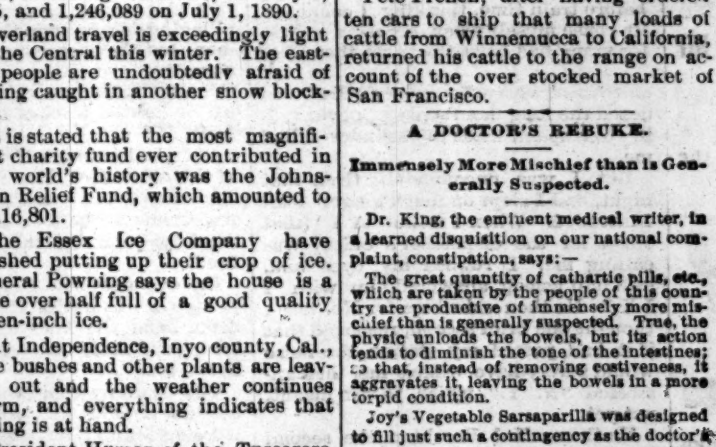 , and 1,246,089 on July 1, 1890.
verland travel is exceedingly light
he Central this winter. The east-
people are undoubtedly afraid of
ing caught in another snow block-
is stated that the most magnifi-
t charity fund ever contributed in
world's history was the Johns-
n Relief Fund, which amounted to
16,801.
he Essex Ice Company have
shed putting up their crop of ice.
neral Powning says the house is a
e over half full of a good quality
en-inch ice.
t Independence, Inyo county, Cal.,
e bushes and other plants are leav-
out and the weather continues
rm, and everything indicates that
ing is at hand.
ten cars to ship that many loads of
cattle from Winnemucca to California,
returned his cattle to the range on ac-
count of the over stocked market of
San Francisco.
A DOCTOR'S REBUKE.
Immensely More Mischief than is Gen-
erally Suspected.
Dr. King, the eminent medical writer, in
a learned disquisition on our national com-
plaint, constipation, says:—
The great quantity of cathartic pills, etc.,
which are taken by the people of this coun-
try are productive of immensely more mis-
chief than is generally suspected. True, the
physic unloads the bowels, but its action
tends to diminish the tone of the intestines;
so that, instead of removing costiveness, it
aggravates it, leaving the bowels in a more
torpid condition.
Joy's Vegetable Sarsaparilla was designed
to fill just such a contingency as the doctor's